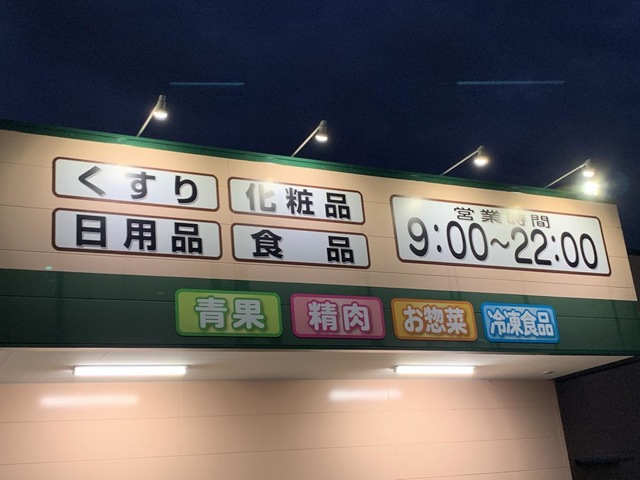 くすり
化粧品
日用品
食品
営業時間
9:00~22:00
青果
精肉
お惣菜
冷凍食品